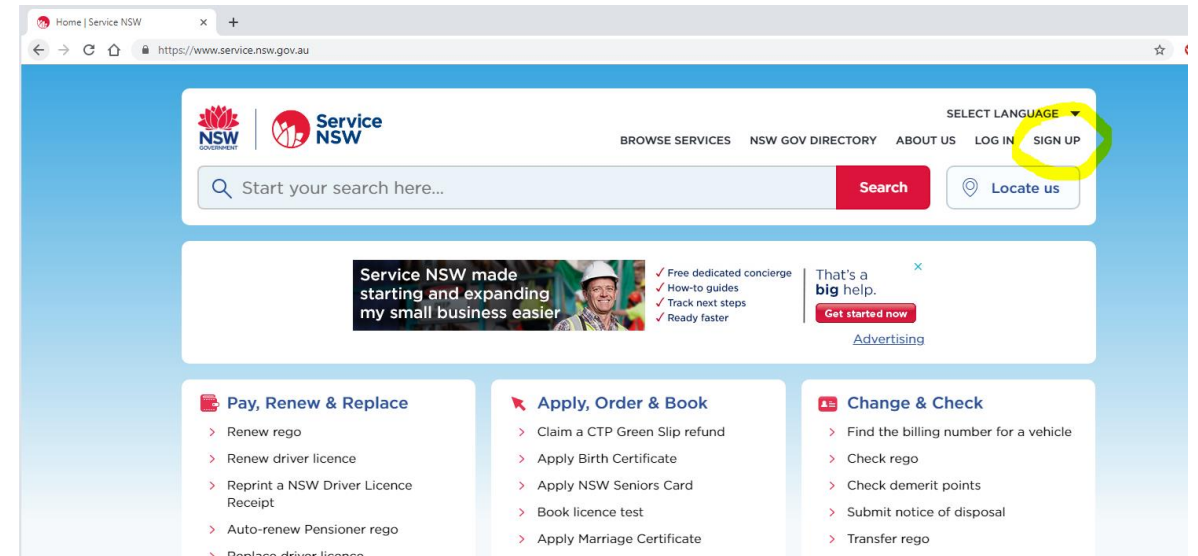 Home | Service NSW
https://www.service.nsw.gov.au
SELECT LANGUAGE
NSW
GOVERNMENT
Service
NSW
BROWSE SERVICES NSW GOV DIRECTORY ABOUT US LOG IN SIGN UP
Start your search here...
Search
Locate us
Service NSW made
starting and expanding
my small business easier
Free dedicated concierge
How-to guides
Track next steps
Ready faster
That's a
big help.
Get started now
Advertising
Pay, Renew & Replace
Renew rego
Renew driver licence
Reprint a NSW Driver Licence
Receipt
Auto-renew Pensioner rego
Replace driver licence
Apply, Order & Book
Claim a CTP Green Slip refund
Apply Birth Certificate
Apply NSW Seniors Card
Book licence test
Apply Marriage Certificate
Change & Check
Find the billing number for a vehicle
Check rego
Check demerit points
Submit notice of disposal
Transfer rego